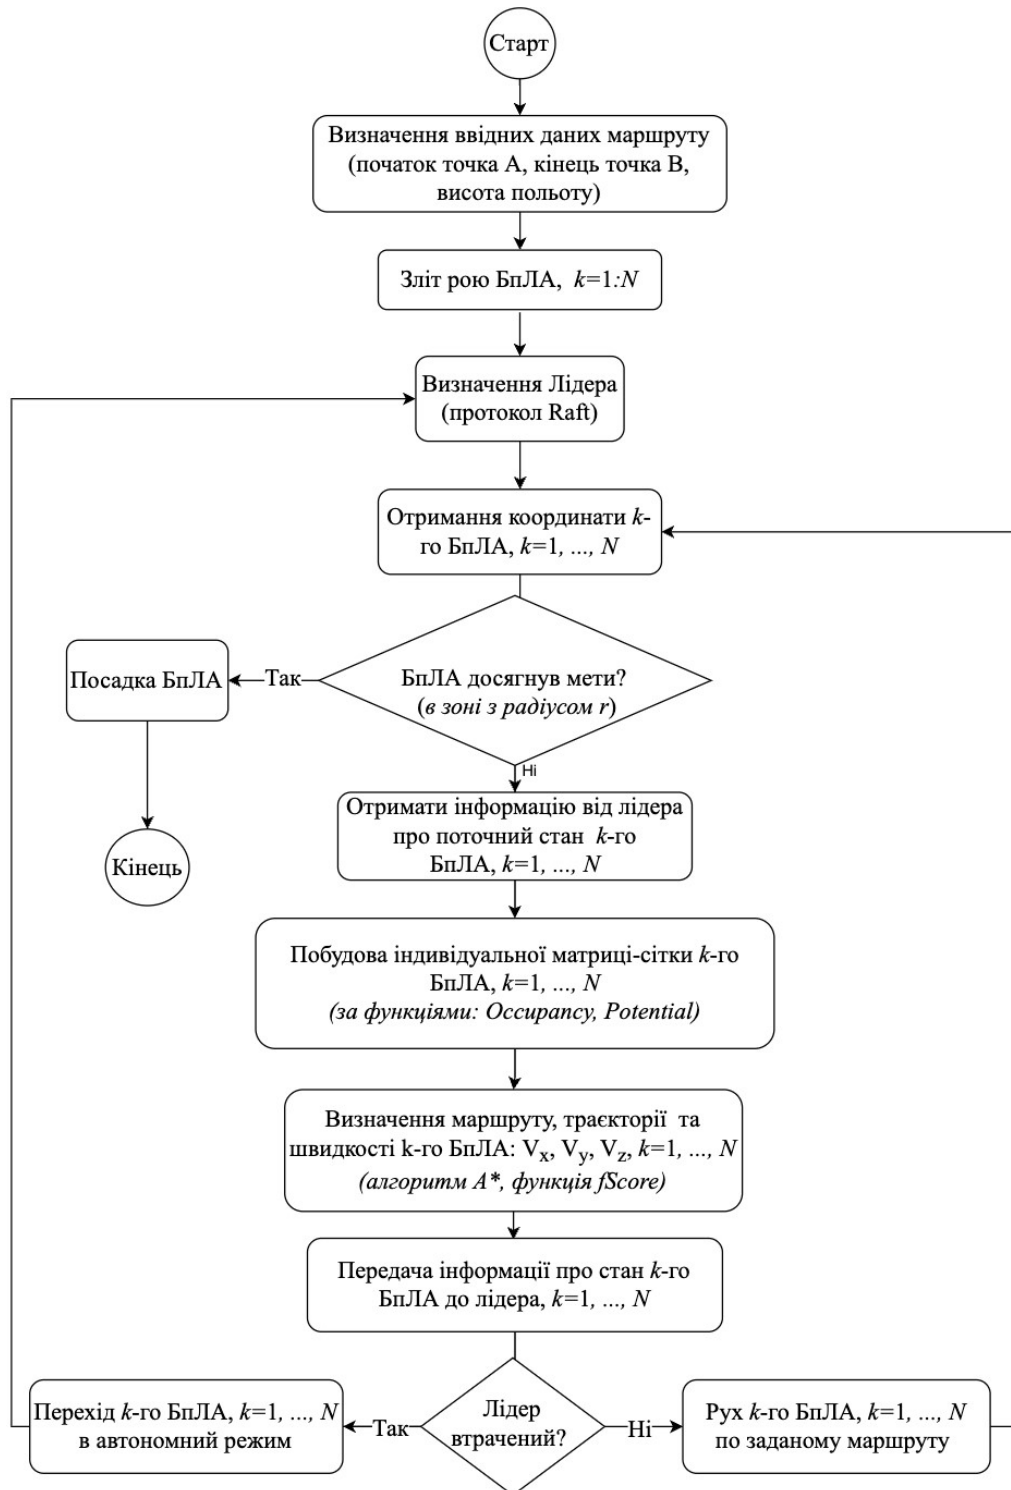 Старт
Визначення ввідних даних маршруту
(початок точка А, кінець точка В,
висота польоту)
Зліт рою БпЛА, k=1:N
Визначення Лідера
(протокол Raft)
Отримання координати k-
го БпЛА, k=1, ..., N
БпЛА досягнув мети?
(в зоні з радіусом r)
Так
Посадка БпЛА
Кінець
Ні
Отримати інформацію від лідера
про поточний стан k-го
БпЛА, k=1, ..., N
Побудова індивідуальної матриці-сітки k-го
БпЛА, k=1, ..., N
(за функціями: Occupancy, Potential)
Визначення маршруту, траєкторії та
швидкості k-го БпЛА: Vx, Vy, Vz, k=1, ..., N
(алгоритм A*, функція fScore)
Передача інформації про стан k-го
БпЛА до лідера, k=1, ..., N
Лідер
втрачений?
Так
Перехід k-го БпЛА, k=1, ..., N
в автономний режим
Ні
Рух k-го БпЛА, k=1, ..., N
по заданому маршруту